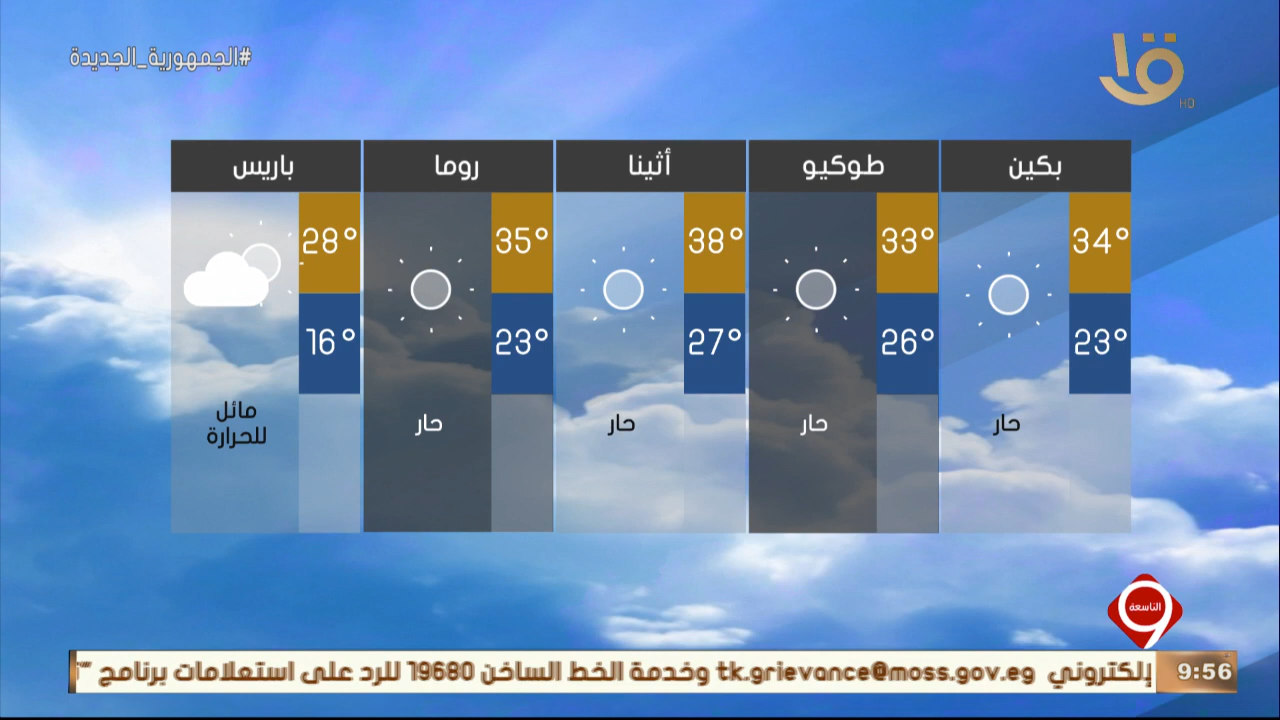 #الجمهورية_الجديدة
HD
بكين
34°
23°
حار
طوكيو
33°
26°
حار
أثينا
38°
27°
حار
روما
35°
23°
حار
باريس
28°
16°
مائل
للحرارة
التاسعة
9
9:56
إلكتروني tk.grievance@moss.gov.eg وخدمة الخط الساخن 19680 للرد على استعلامات برنامج "